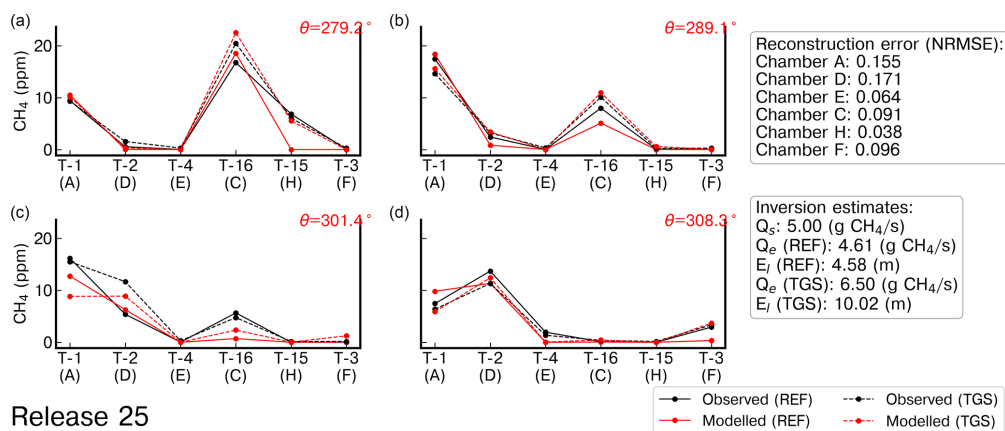 (a)
θ=279.2°
CH₄ (ppm)
20
10
0
T-1 T-2 T-4 T-16 T-15 T-3
(A) (D) (E) (C) (H) (F)
(b)
θ=289.1°
T-1 T-2 T-4 T-16 T-15 T-3
(A) (D) (E) (C) (H) (F)
Reconstruction error (NRMSE):
Chamber A: 0.155
Chamber D: 0.171
Chamber E: 0.064
Chamber C: 0.091
Chamber H: 0.038
Chamber F: 0.096
(c)
θ=301.4°
CH₄ (ppm)
20
10
0
T-1 T-2 T-4 T-16 T-15 T-3
(A) (D) (E) (C) (H) (F)
(d)
θ=308.3°
T-1 T-2 T-4 T-16 T-15 T-3
(A) (D) (E) (C) (H) (F)
Inversion estimates:
Qₛ: 5.00 (g CH₄/s)
Qₑ (REF): 4.61 (g CH₄/s)
Eₗ (REF): 4.58 (m)
Qₑ (TGS): 6.50 (g CH₄/s)
Eₗ (TGS): 10.02 (m)
Release 25
Observed (REF) Observed (TGS)
Modelled (REF) Modelled (TGS)